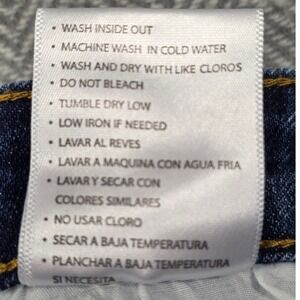 • WASH INSIDE OUT
• MACHINE WASH IN COLD WATER
• WASH AND DRY WITH LIKE CLOROS
• DO NOT BLEACH
• TUMBLE DRY LOW
• LOW IRON IF NEEDED
• LAVAR AL REVES
• LAVAR A MAQUINA CON AGUA FRIA
• LAVAR Y SECAR CON
COLORES SIMILARES
• NO USAR CLORO
• SECAR A BAJA TEMPERATURA
• PLANCHAR A BAJA TEMPERATURA
SI NECESITA